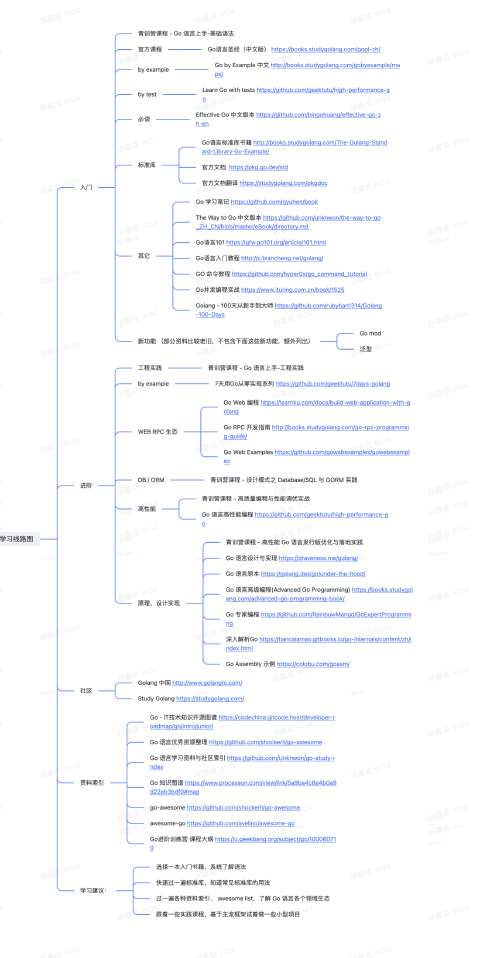 学习线路图
入门
青训营课程 - Go 语言上手-基础语法
官方课程
Go语言圣经（中文版） https://books.studygolang.com/gopl-zh/
by example
Go by Example 中文 http://books.studygolang.com/gobyexample/ma
ps/
by test
Learn Go with tests https://github.com/geektutu/high-performance-g
o
必读
Effective Go 中文版本 https://github.com/bingohuang/effective-go-z
h-en
标准库
Go语言标准库书籍 http://books.studygolang.com/The-Golang-Stand
ard-Library-by-Example/
官方文档 https://pkg.go.dev/std
官方文档翻译 https://studygolang.com/pkgdoc
其它
Go 学习笔记 https://github.com/qyuhen/book
The Way to Go 中文版本 https://github.com/unknwon/the-way-to-go
_ZH_CN/blob/master/eBook/directory.md
Go语言101 https://gfw.go101.org/article/101.html
Go语言入门教程 http://c.biancheng.net/golang/
GO 命令教程 https://github.com/hyper0x/go_command_tutorial
Go并发编程实战 https://www.ituring.com.cn/book/1525
Golang - 100天从新手到大师 https://github.com/rubyhan1314/Golang
-100-Days
新功能 （部分资料比较老旧，不包含下面这些新功能，额外列出）
Go mod
泛型
进阶
工程实践
青训营课程 - Go 语言上手-工程实践
by example
7天用Go从零实现系列 https://github.com/geektutu/7days-golang
WEB RPC 生态
Go Web 编程 https://learnku.com/docs/build-web-application-with-g
olang
Go RPC 开发指南 http://books.studygolang.com/go-rpc-programmin
g-guide/
Go Web Examples https://github.com/gowebexamples/gowebexampl
es
DB / ORM
青训营课程 - 设计模式之 Database/SQL 与 GORM 实践
高性能
青训营课程 - 高质量编程与性能调优实战
Go 语言高性能编程 https://github.com/geektutu/high-performance-g
o
原理、设计实现
青训营课程 - 高性能 Go 语言发行版优化与落地实践
Go 语言设计与实现 https://draveness.me/golang/
Go 语言原本 https://golang.design/under-the-hood/
Go 语言高级编程(Advanced Go Programming) https://books.studygol
ang.com/advanced-go-programming-book/
Go 专家编程 https://github.com/RainbowMango/GoExpertProgrammi
ng
深入解析Go https://tiancaiamao.gitbooks.io/go-internals/content/zh/i
ndex.html
Go Assembly 示例 https://colobu.com/goasm/
社区
Golang 中国 http://www.golangtc.com/
Study Golang https://studygolang.com/
资料索引
Go - IT技术知识开源图谱 https://codechina.gitcode.host/developer-r
oadmap/go/intro/junior/
Go 语言优秀资源整理 https://github.com/shockerli/go-awesome
Go 语言学习资料与社区索引 https://github.com/Unknwon/go-study-i
ndex
Go 知识图谱 https://www.processon.com/view/link/5a9ba4c8e4b0a9
d22eb3bdf0#map
go-awesome https://github.com/shockerli/go-awesome
awesome-go https://github.com/avelino/awesome-go
Go进阶训练营 课程大纲 https://u.geekbang.org/subject/go/10006071
0
学习建议：
选择一本入门书籍，系统了解语法
快速过一遍标准库，知道常见标准库的用法
过一遍各种资料索引、awesome list，了解 Go 语言各个领域生态
跟着一些实践课程，基于主流框架试着做一些小型项目